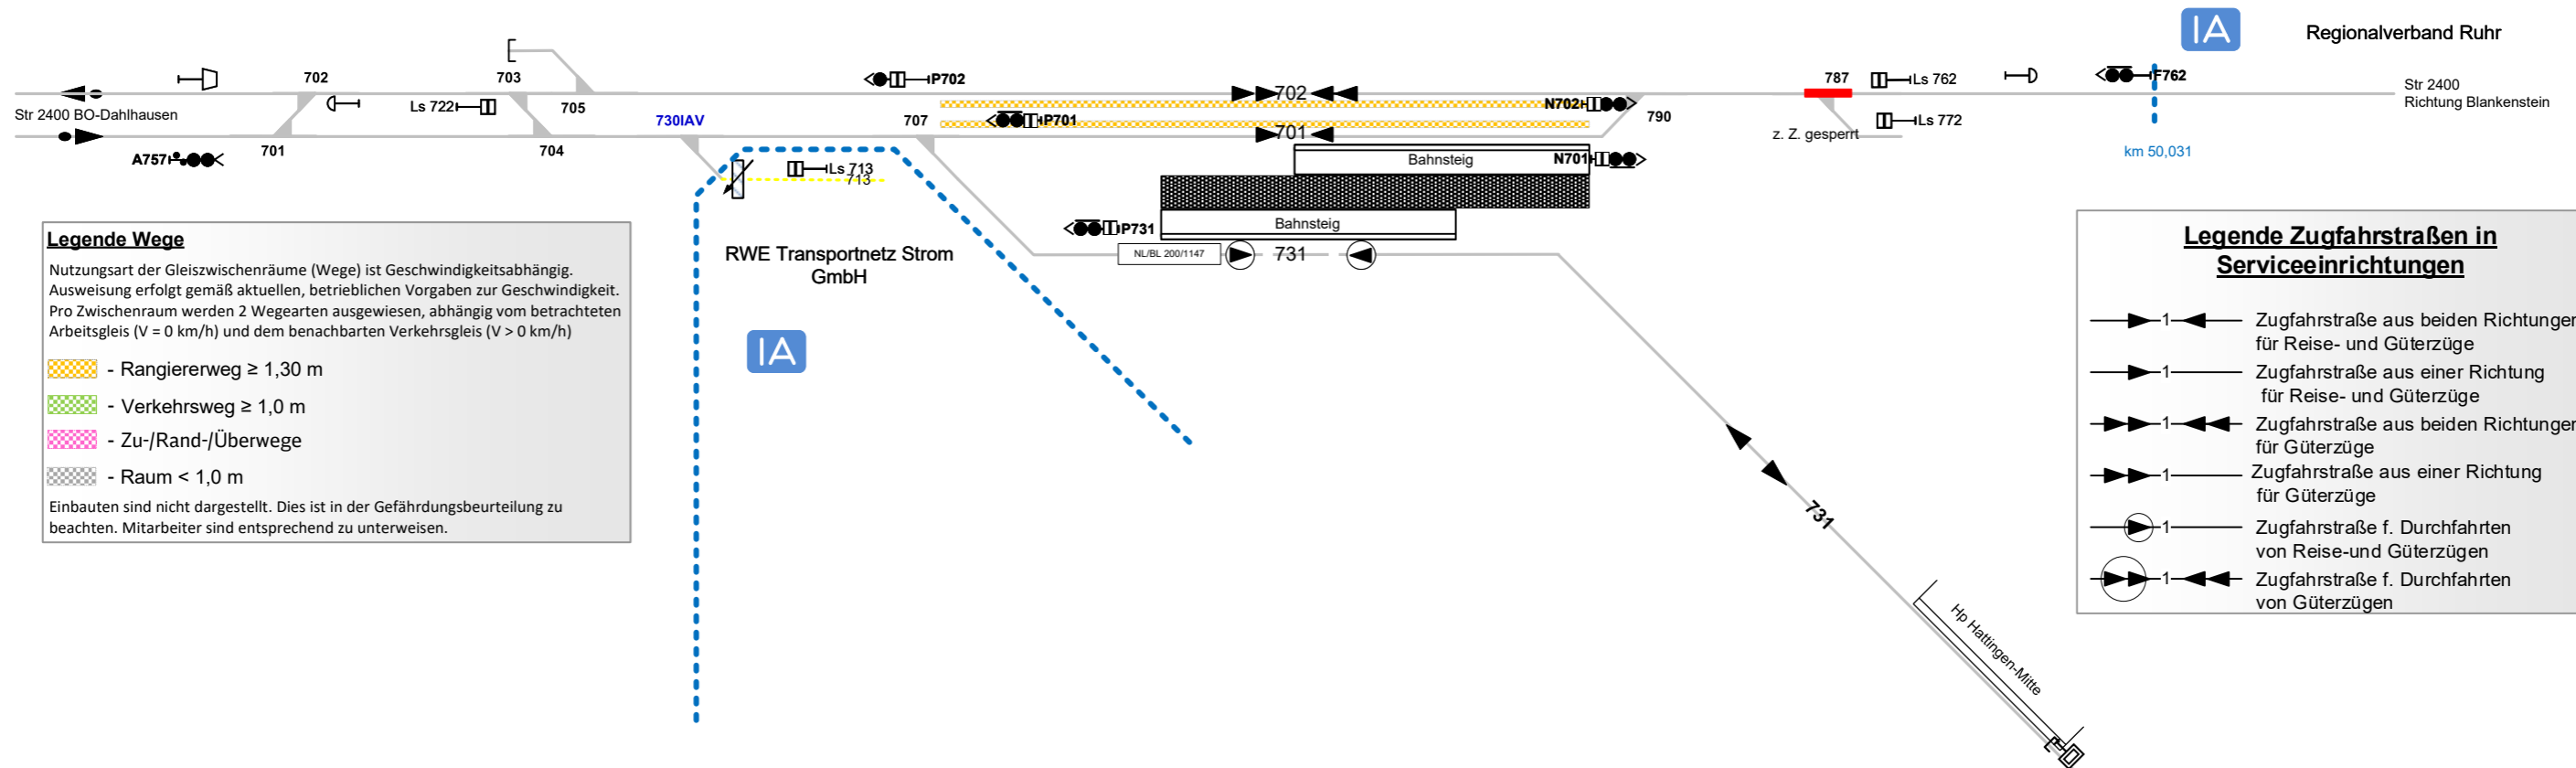 IA
Regionalverband Ruhr
702
703
705
P702
702
787
Ls 762
F762
Str 2400
Richtung Blankenstein
Str 2400 BO-Dahlhausen
Ls 722
730IAV
707
P701
N702
790
Ls 772
701
z. Z. gesperrt
A757
701
704
Bahnsteig
N701
km 50,031
Ls 713
713
Bahnsteig
P731
NL/BL 200/1147
731
RWE Transportnetz Strom
GmbH
IA
Legende Wege
Nutzungsart der Gleiszwischenräume (Wege) ist Geschwindigkeitsabhängig.
Ausweisung erfolgt gemäß aktuellen, betrieblichen Vorgaben zur Geschwindigkeit.
Pro Zwischenraum werden 2 Wegearten ausgewiesen, abhängig vom betrachteten
Arbeitsgleis (V = 0 km/h) und dem benachbarten Verkehrsgleis (V > 0 km/h)
- Rangiererweg ≥ 1,30 m
- Verkehrsweg ≥ 1,0 m
- Zu-/Rand-/Überwege
- Raum < 1,0 m
Einbauten sind nicht dargestellt. Dies ist in der Gefährdungsbeurteilung zu
beachten. Mitarbeiter sind entsprechend zu unterweisen.
731
Hp Hattingen-Mitte
Legende Zugfahrstraßen in
Serviceeinrichtungen
1 Zugfahrstraße aus beiden Richtungen
für Reise- und Güterzüge
1 Zugfahrstraße aus einer Richtung
für Reise- und Güterzüge
1 Zugfahrstraße aus beiden Richtungen
für Güterzüge
1 Zugfahrstraße aus einer Richtung
für Güterzüge
1 Zugfahrstraße f. Durchfahrten
von Reise-und Güterzügen
1 Zugfahrstraße f. Durchfahrten
von Güterzügen